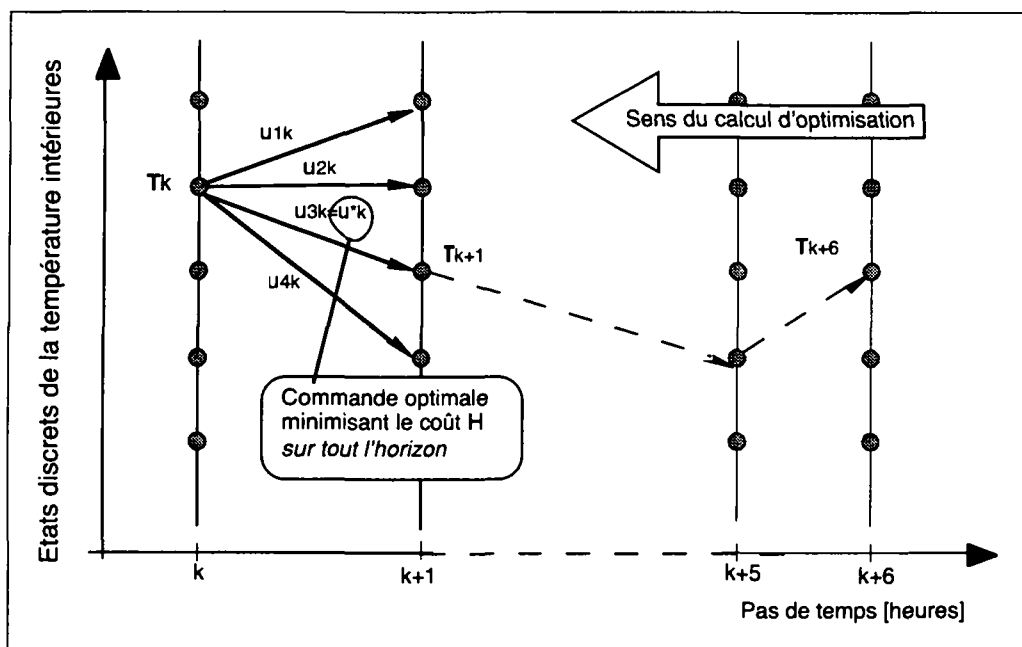 Etats discrets de la température intérieures
Sens du calcul d'optimisation
u1k
u2k
Tk
u3k=u*k
Tk+1
Tk+6
u4k
Commande optimale
minimisant le coût H
sur tout l'horizon
k
k+1
k+5
k+6
Pas de temps [heures]